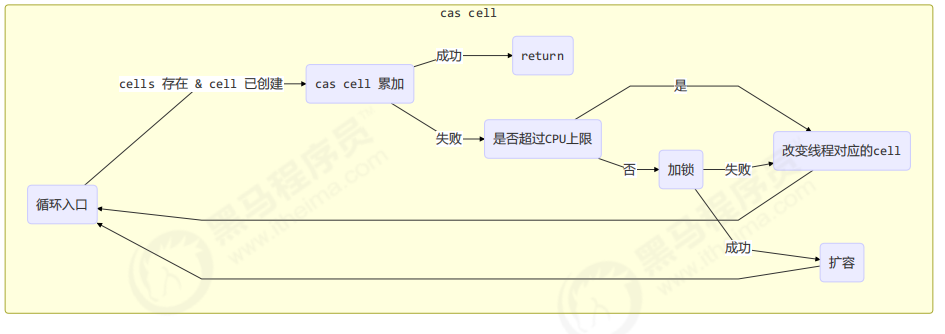 cas cell
成功
return
cells 存在 & cell 已创建
cas cell 累加
是
失败
是否超过CPU上限
改变线程对应的cell
否
加锁
失败
循环入口
成功
扩容
黑马程序员™
www.itheima.com
黑马程序员
www.itheima.com